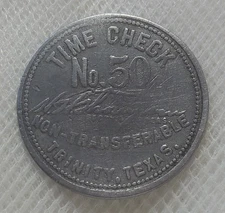 TIME CHECK
No. 50
NON-TRANSFERABLE
TRINITY, TEXAS.